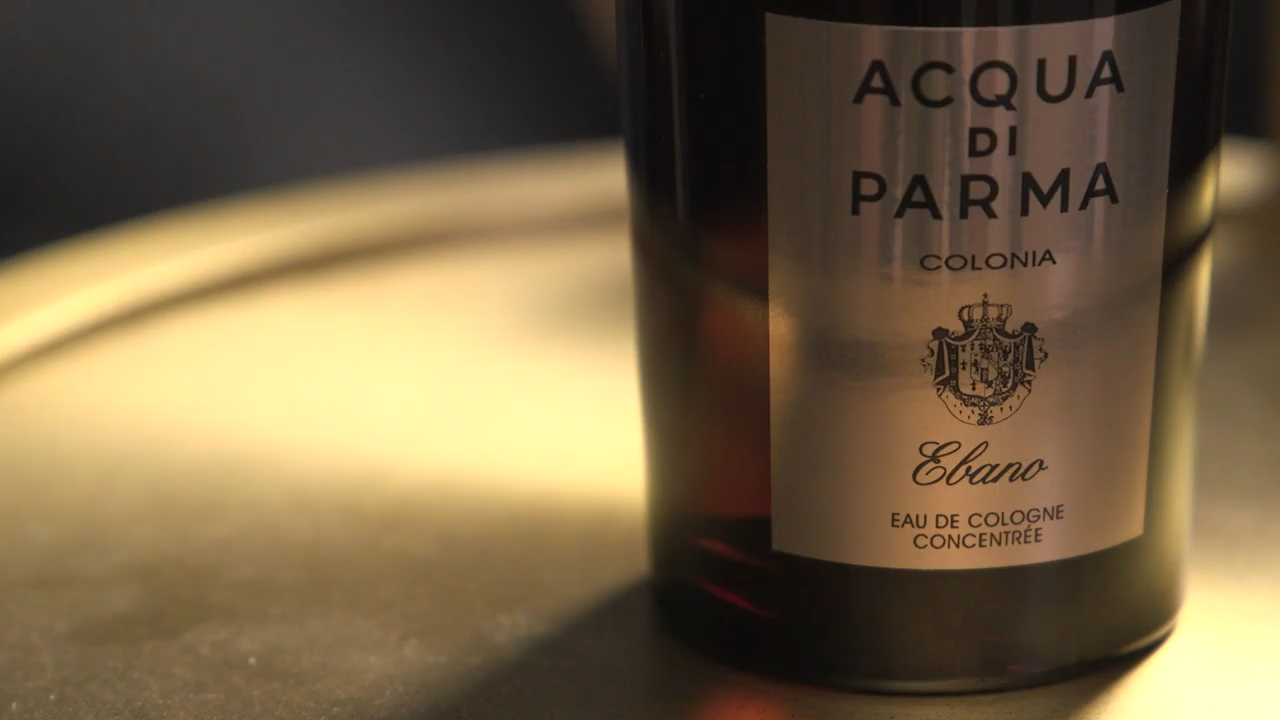 ACQUA
DI
PARMA
COLONIA
Ebano
EAU DE COLOGNE
CONCENTRÉE